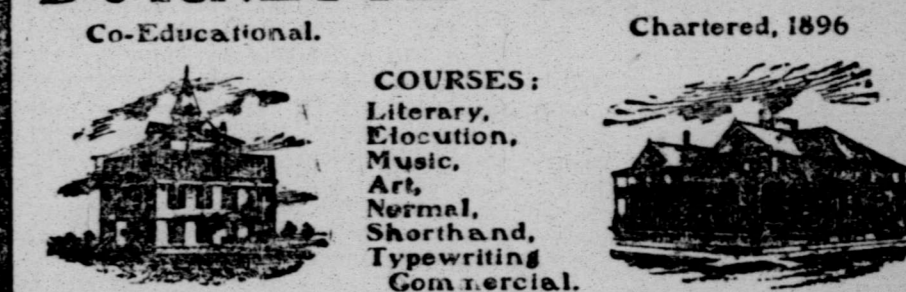 Co-Educational.
Chartered, 1896
COURSES:
Literary,
Elocution,
Music,
Art,
Normal,
Shorthand,
Typewriting
Commercial.